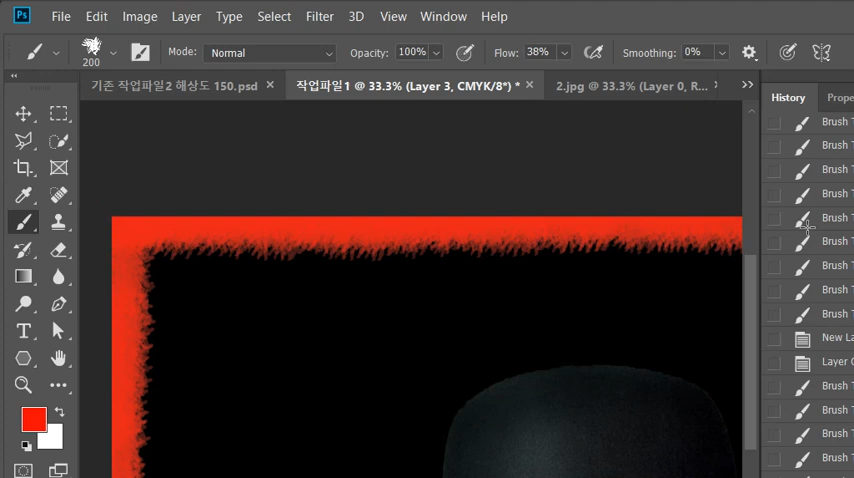 Ps File Edit Image Layer Type Select Filter 3D View Window Help
200 Mode: Normal Opacity: 100% Flow: 38% Smoothing: 0%
기존 작업파일2 해상도 150.psd × 작업파일1 @ 33.3% (Layer 3, CMYK/8*) * × 2.jpg @ 33.3% (Layer 0, R...
History Prope
Brush T
Brush T
Brush T
Brush T
Brush T
Brush T
Brush T
Brush T
Brush T
New La
Layer C
Brush T
Brush T
Brush T
Brush T